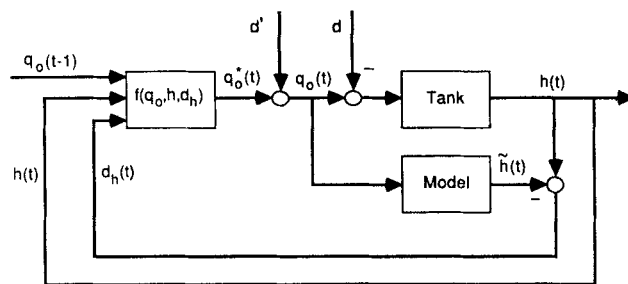 d'
d
q_o(t-1)
f(q_o,h,d_h)
q_o^*(t)
q_o(t)
−
Tank
h(t)
h(t)
d_h(t)
Model
h̃(t)
−